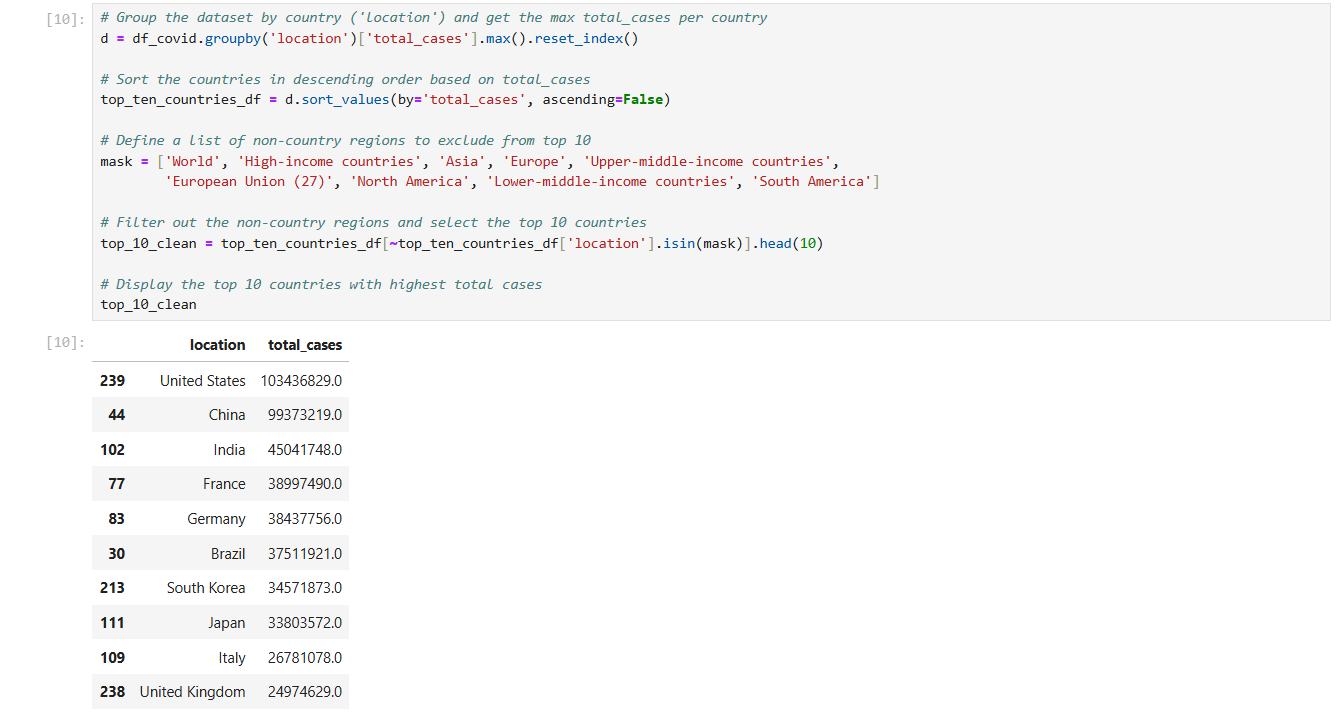 [10]: # Group the dataset by country ('location') and get the max total_cases per country
d = df_covid.groupby('location')['total_cases'].max().reset_index()
# Sort the countries in descending order based on total_cases
top_ten_countries_df = d.sort_values(by='total_cases', ascending=False)
# Define a list of non-country regions to exclude from top 10
mask = ['World', 'High-income countries', 'Asia', 'Europe', 'Upper-middle-income countries',
'European Union (27)', 'North America', 'Lower-middle-income countries', 'South America']
# Filter out the non-country regions and select the top 10 countries
top_10_clean = top_ten_countries_df[~top_ten_countries_df['location'].isin(mask)].head(10)
# Display the top 10 countries with highest total cases
top_10_clean
[10]: location total_cases
239 United States 103436829.0
44 China 99373219.0
102 India 45041748.0
77 France 38997490.0
83 Germany 38437756.0
30 Brazil 37511921.0
213 South Korea 34571873.0
111 Japan 33803572.0
109 Italy 26781078.0
238 United Kingdom 24974629.0